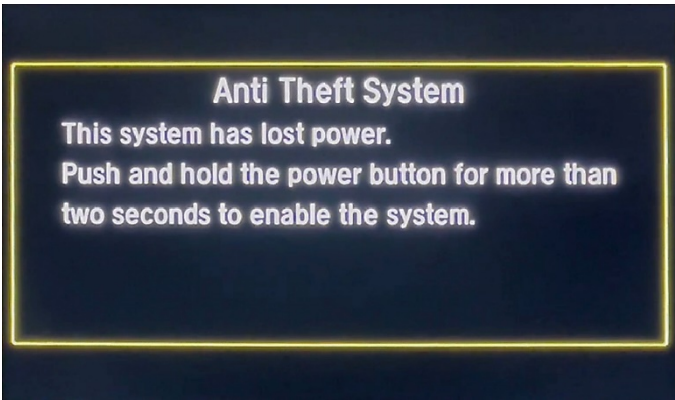 Anti Theft System
This system has lost power.
Push and hold the power button for more than
two seconds to enable the system.